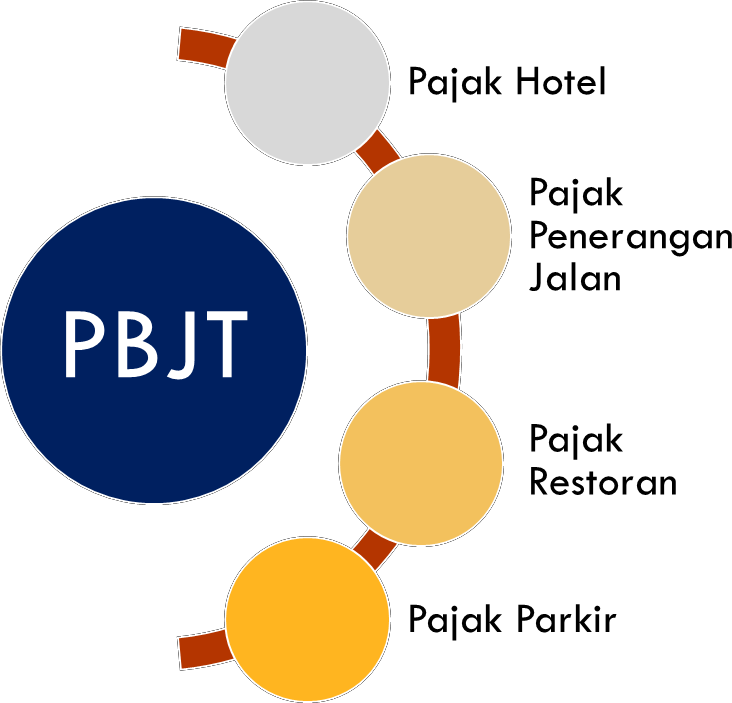 Pajak Hotel
Pajak
Penerangan
Jalan
PBJT
Pajak
Restoran
Pajak Parkir